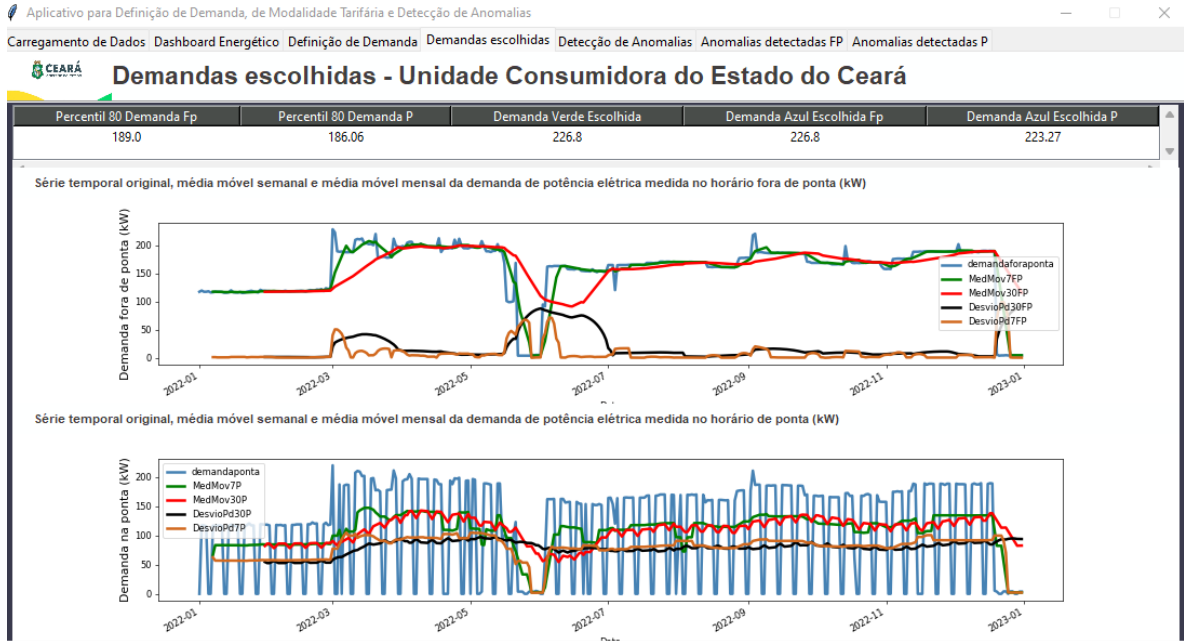 Aplicativo para Definição de Demanda, de Modalidade Tarifária e Detecção de Anomalias
Carregamento de Dados Dashboard Energético Definição de Demanda Demandas escolhidas Detecção de Anomalias Anomalias detectadas FP Anomalias detectadas P
CEARÁ
Demandas escolhidas - Unidade Consumidora do Estado do Ceará
Percentil 80 Demanda Fp Percentil 80 Demanda P Demanda Verde Escolhida Demanda Azul Escolhida Fp Demanda Azul Escolhida P
189.0 186.06 226.8 226.8 223.27
Série temporal original, média móvel semanal e média móvel mensal da demanda de potência elétrica medida no horário fora de ponta (kW)
Demanda fora de ponta (kW)
200
150
100
50
0
demandaforaponta
MedMov7FP
MedMov30FP
DesvioPd30FP
DesvioPd7FP
2022-01 2022-03 2022-05 2022-07 2022-09 2022-11 2023-01
Série temporal original, média móvel semanal e média móvel mensal da demanda de potência elétrica medida no horário de ponta (kW)
Demanda na ponta (kW)
200
150
100
50
0
demandaponta
MedMov7P
MedMov30P
DesvioPd30P
DesvioPd7P
2022-01 2022-03 2022-05 2022-07 2022-09 2022-11 2023-01